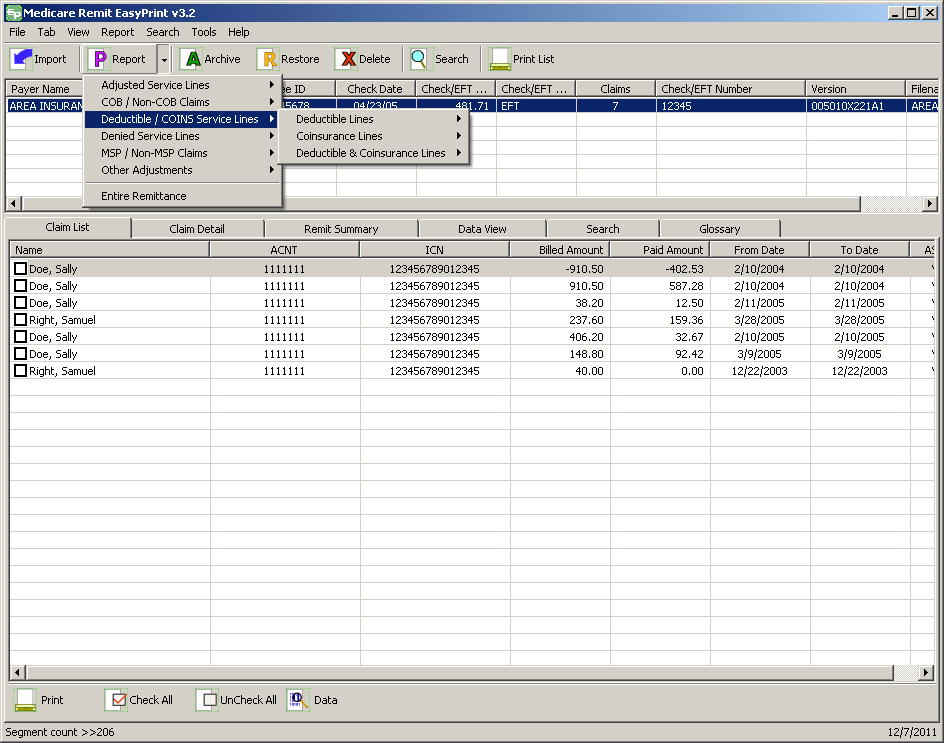 Medicare Remit EasyPrint v3.2
File Tab View Report Search Tools Help
Import Report Archive Restore Delete Search Print List
Payer Name ee ID Check Date Check/EFT ... Check/EFT ... Claims Check/EFT Number Version Filena
AREA INSURAN 45678 04/23/05 481.71 EFT 7 12345 005010X221A1 AREA
Adjusted Service Lines
COB / Non-COB Claims
Deductible / COINS Service Lines
Denied Service Lines
MSP / Non-MSP Claims
Other Adjustments
Entire Remittance
Deductible Lines
Coinsurance Lines
Deductible & Coinsurance Lines
Claim List Claim Detail Remit Summary Data View Search Glossary
Name ACNT ICN Billed Amount Paid Amount From Date To Date AS
Doe, Sally 1111111 123456789012345 -910.50 -402.53 2/10/2004 2/10/2004
Doe, Sally 1111111 123456789012345 910.50 587.28 2/10/2004 2/10/2004
Doe, Sally 1111111 123456789012345 38.20 12.50 2/11/2005 2/11/2005
Right, Samuel 1111111 123456789012345 237.60 159.36 3/28/2005 3/28/2005
Doe, Sally 1111111 123456789012345 406.20 32.67 2/10/2005 2/10/2005
Doe, Sally 1111111 123456789012345 148.80 92.42 3/9/2005 3/9/2005
Right, Samuel 1111111 123456789012345 40.00 0.00 12/22/2003 12/22/2003
Print Check All UnCheck All Data
Segment count >>206 12/7/2011